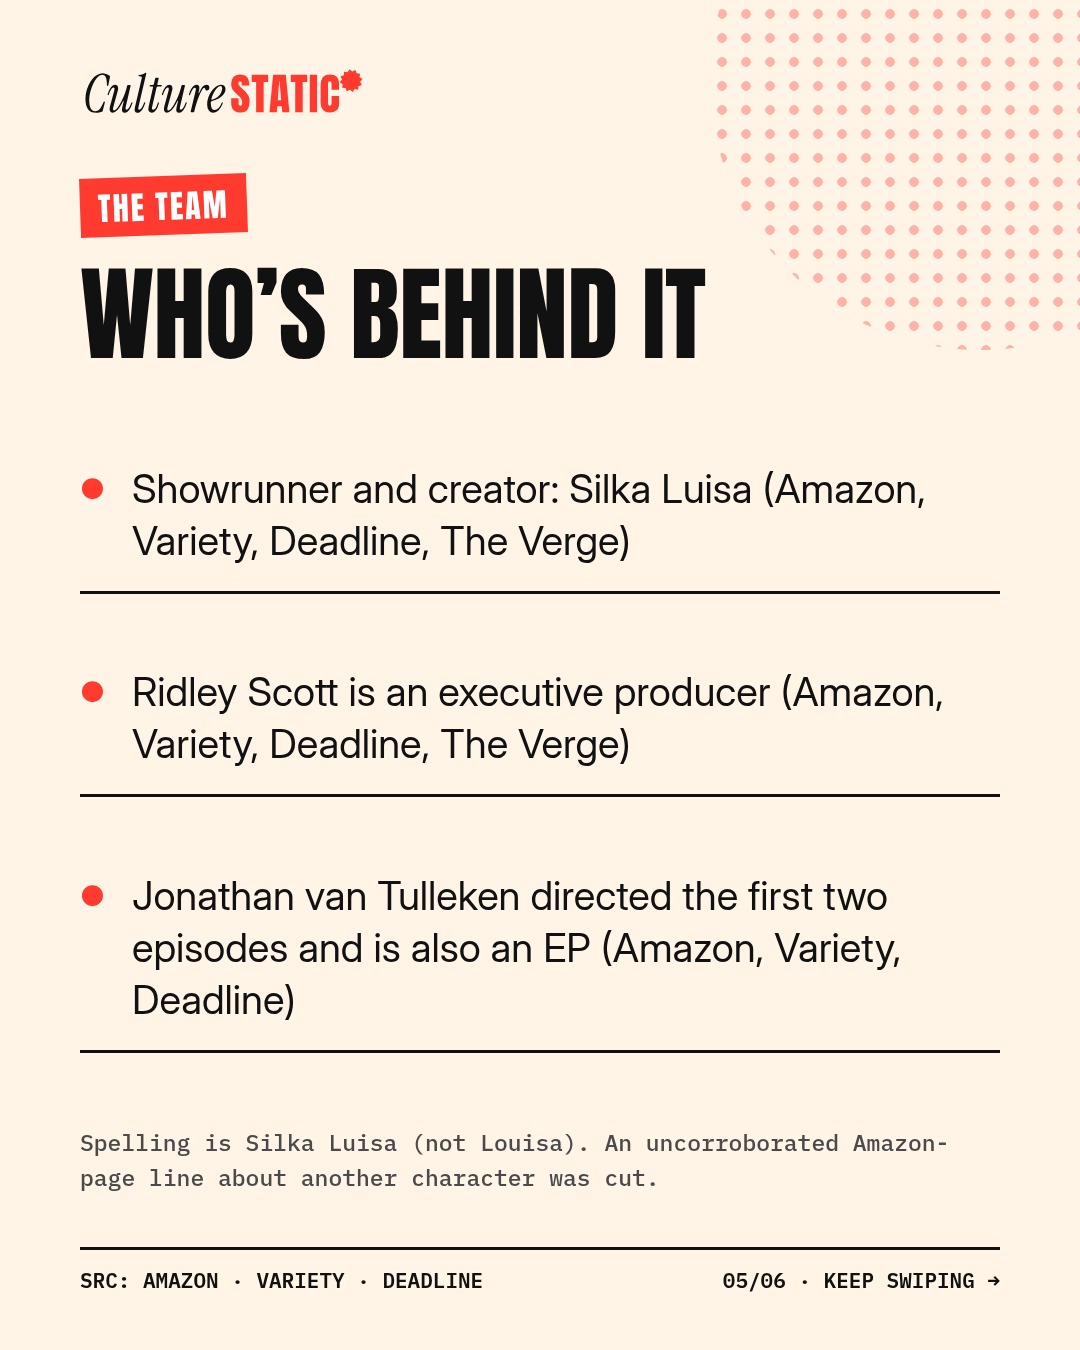 Culture STATIC
THE TEAM
WHO’S BEHIND IT
Showrunner and creator: Silka Luisa (Amazon,
Variety, Deadline, The Verge)
Ridley Scott is an executive producer (Amazon,
Variety, Deadline, The Verge)
Jonathan van Tulleken directed the first two
episodes and is also an EP (Amazon, Variety,
Deadline)
Spelling is Silka Luisa (not Louisa). An uncorroborated Amazon-
page line about another character was cut.
SRC: AMAZON · VARIETY · DEADLINE
05/06 · KEEP SWIPING →